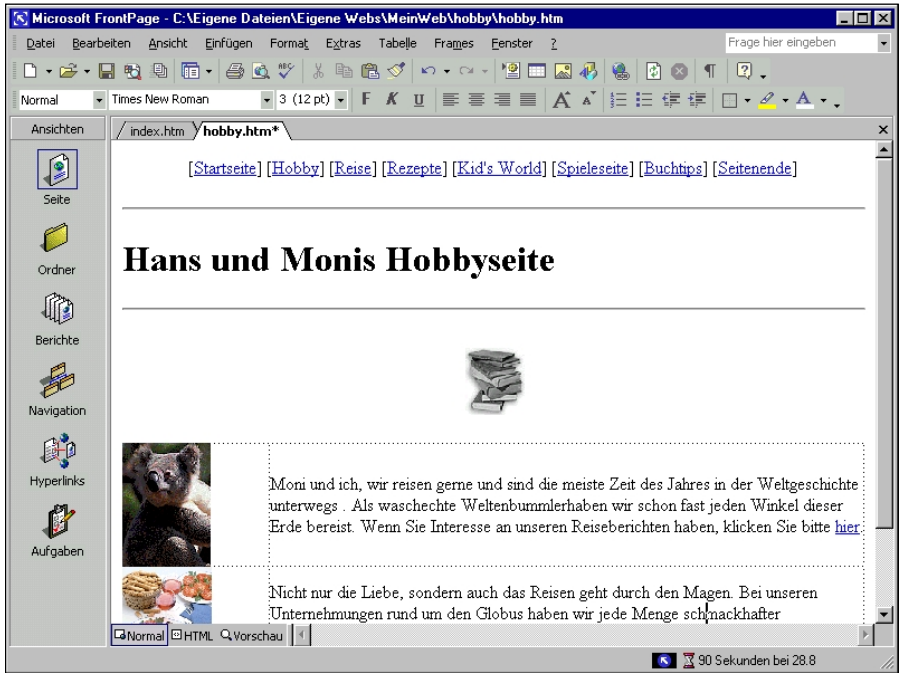 Microsoft FrontPage - C:\Eigene Dateien\Eigene Webs\MeinWeb\hobby\hobby.htm
Datei Bearbeiten Ansicht Einfügen Format Extras Tabelle Frames Fenster ? Frage hier eingeben
Normal Times New Roman 3 (12 pt) F K U A A A
Ansichten
index.htm hobby.htm*
[Startseite] [Hobby] [Reise] [Rezepte] [Kid's World] [Spieleseite] [Buchtips] [Seitenende]
Seite
Hans und Monis Hobbyseite
Ordner
Berichte
Navigation
Hyperlinks
Aufgaben
Moni und ich, wir reisen gerne und sind die meiste Zeit des Jahres in der Weltgeschichte
unterwegs . Als waschechte Weltenbummlerhaben wir schon fast jeden Winkel dieser
Erde bereist. Wenn Sie Interesse an unseren Reiseberichten haben, klicken Sie bitte hier
Nicht nur die Liebe, sondern auch das Reisen geht durch den Magen. Bei unseren
Unternehmungen rund um den Globus haben wir jede Menge schmackhafter
Normal HTML Vorschau
90 Sekunden bei 28.8